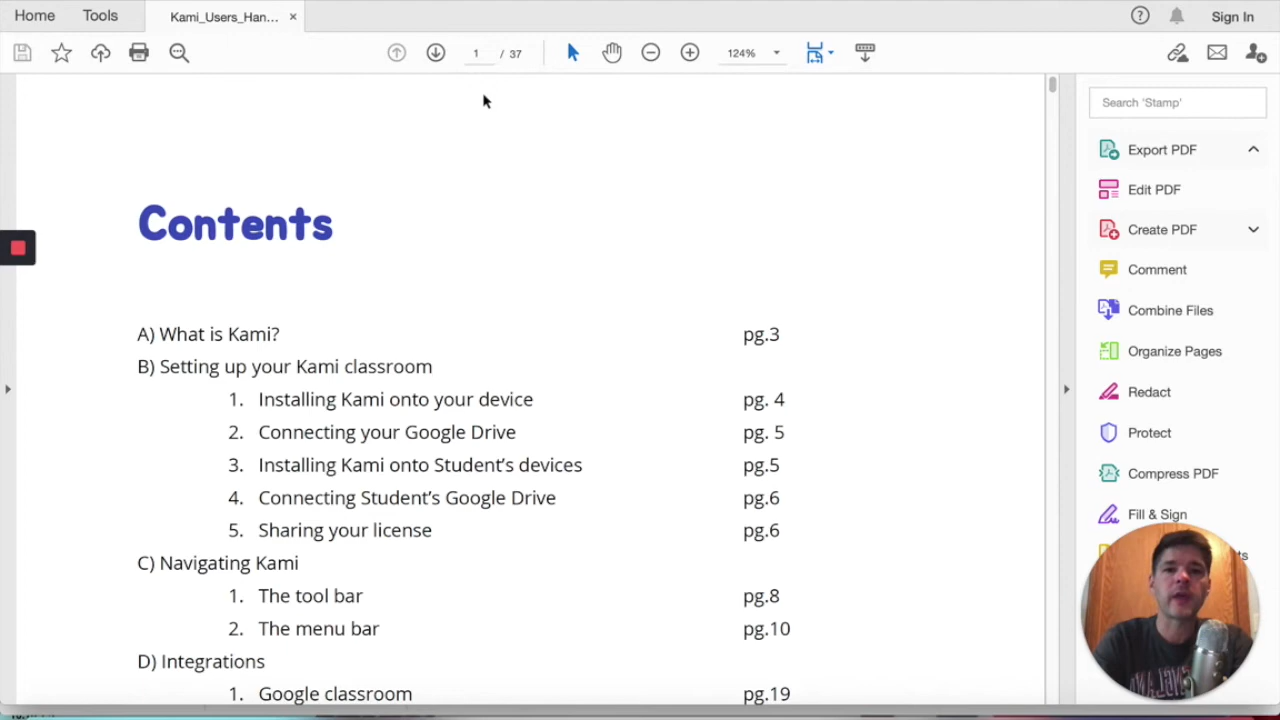 Home Tools Kami_Users_Han... × Sign In
1 / 37 124%
Search 'Stamp'
Export PDF
Edit PDF
Create PDF
Comment
Combine Files
Organize Pages
Redact
Protect
Compress PDF
Fill & Sign
Contents
A) What is Kami? pg.3
B) Setting up your Kami classroom
1. Installing Kami onto your device pg. 4
2. Connecting your Google Drive pg. 5
3. Installing Kami onto Student's devices pg.5
4. Connecting Student's Google Drive pg.6
5. Sharing your license pg.6
C) Navigating Kami
1. The tool bar pg.8
2. The menu bar pg.10
D) Integrations
1. Google classroom pg.19